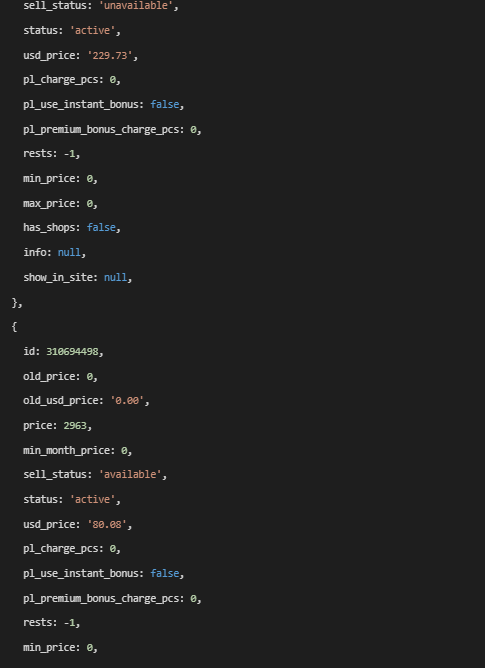 sell_status: 'unavailable',
status: 'active',
usd_price: '229.73',
pl_charge_pcs: 0,
pl_use_instant_bonus: false,
pl_premium_bonus_charge_pcs: 0,
rests: -1,
min_price: 0,
max_price: 0,
has_shops: false,
info: null,
show_in_site: null,
},
{
id: 310694498,
old_price: 0,
old_usd_price: '0.00',
price: 2963,
min_month_price: 0,
sell_status: 'available',
status: 'active',
usd_price: '80.08',
pl_charge_pcs: 0,
pl_use_instant_bonus: false,
pl_premium_bonus_charge_pcs: 0,
rests: -1,
min_price: 0,